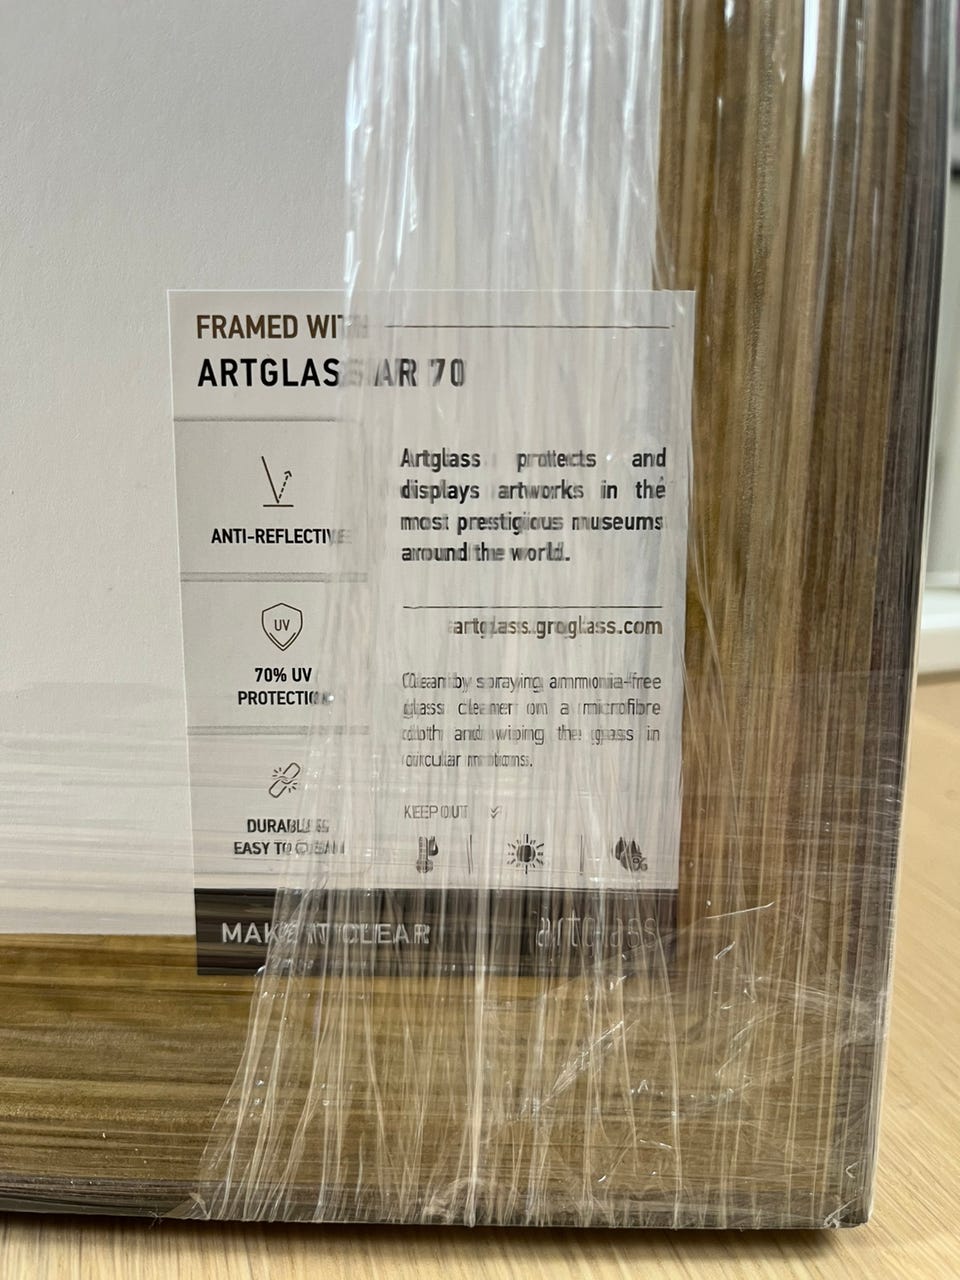 FRAMED WITH
ARTGLASS AR 70
ANTI-REFLECTIVE
UV
70% UV
PROTECTION
DURABLE &
EASY TO CLEAN
Artglass protects and
displays artworks in the
most prestigious museums
around the world.
artglass.groglass.com
Clean by spraying ammonia-free
glass cleaner on a microfibre
cloth and wiping the glass in
circular motions.
KEEP OUT
%
MAKE IT CLEAR